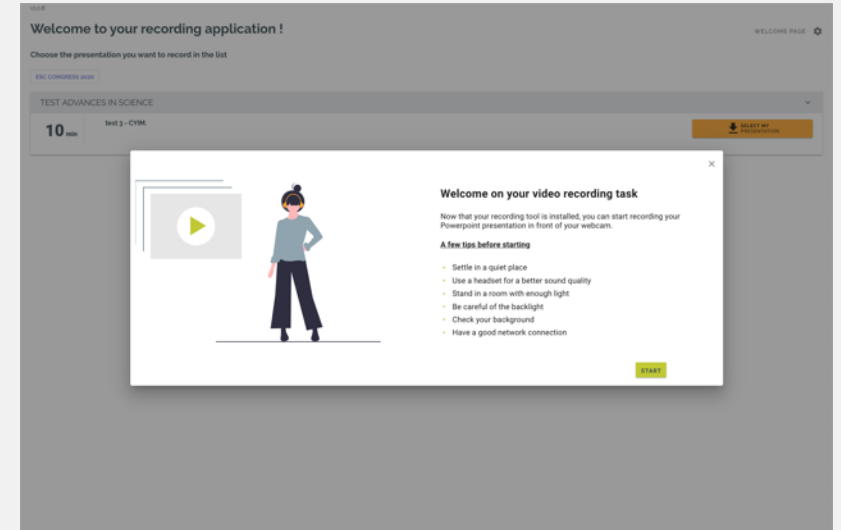 Welcome to your recording application !
WELCOME PAGE
Choose the presentation you want to record in the list
ESC CONGRESS 2020
TEST ADVANCES IN SCIENCE
10 min
test 3 - CYIM.
SELECT MY
PRESENTATION
Welcome on your video recording task
Now that your recording tool is installed, you can start recording your
Powerpoint presentation in front of your webcam.
A few tips before starting
Settle in a quiet place
Use a headset for a better sound quality
Stand in a room with enough light
Be careful of the backlight
Check your background
Have a good network connection
START